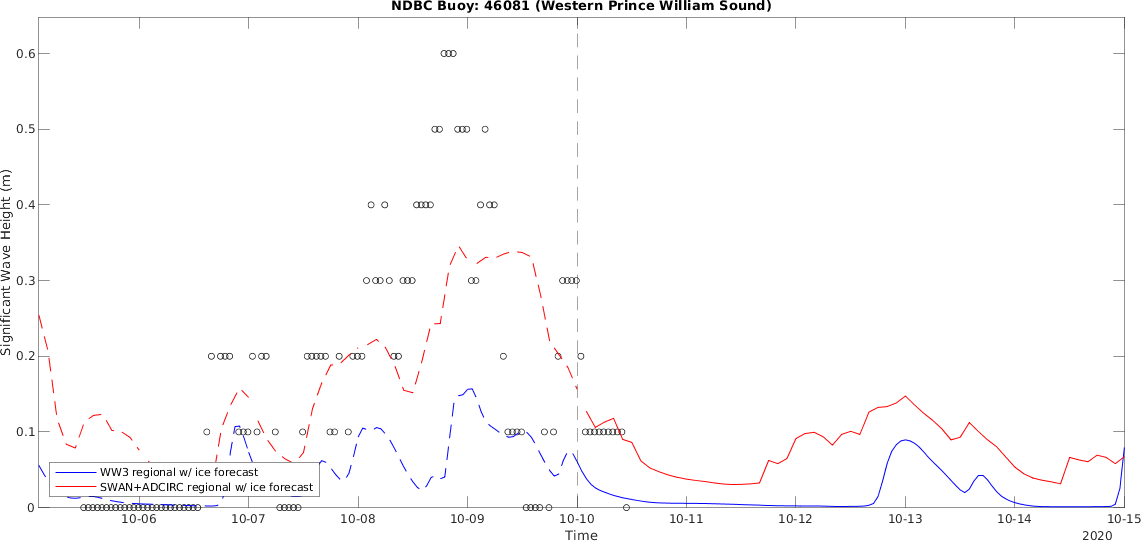 NDBC Buoy: 46081 (Western Prince William Sound)
Significant Wave Height (m)
0.6
0.5
0.4
0.3
0.2
0.1
0
WW3 regional w/ ice forecast
SWAN+ADCIRC regional w/ ice forecast
10-06 10-07 10-08 10-09 10-10 10-11 10-12 10-13 10-14 10-15
Time 2020